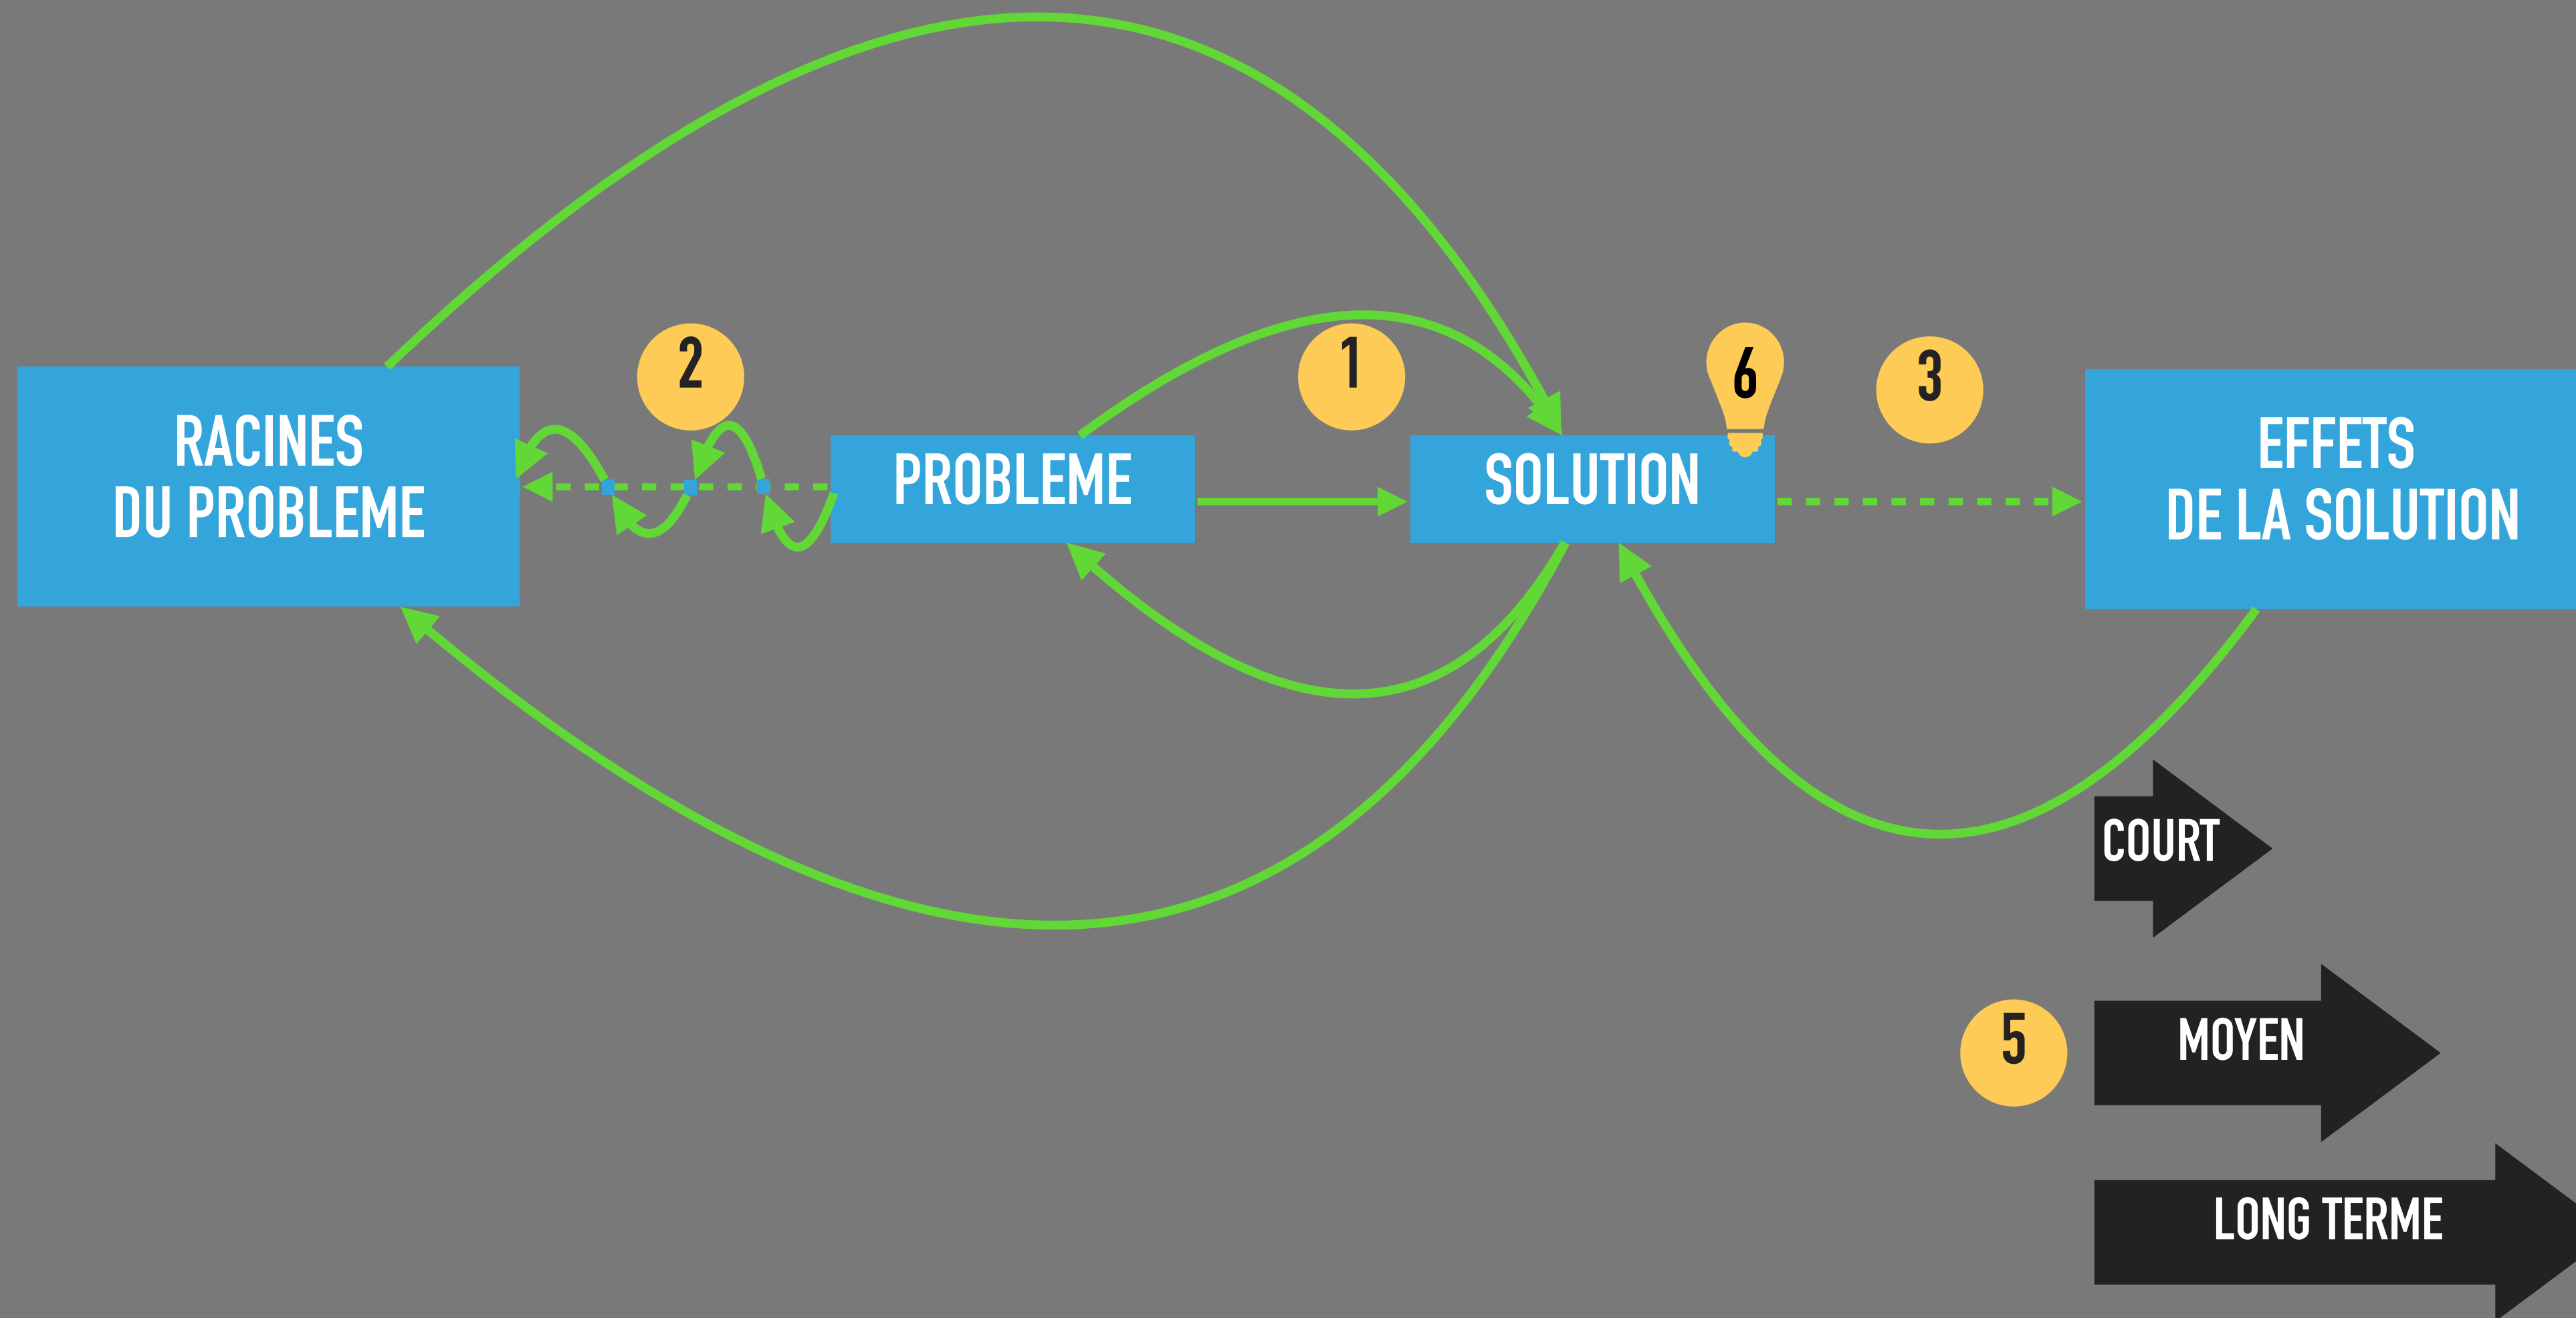 2
1
6
3
RACINES
DU PROBLEME
PROBLEME
SOLUTION
EFFETS
DE LA SOLUTION
COURT
5
MOYEN
LONG TERME